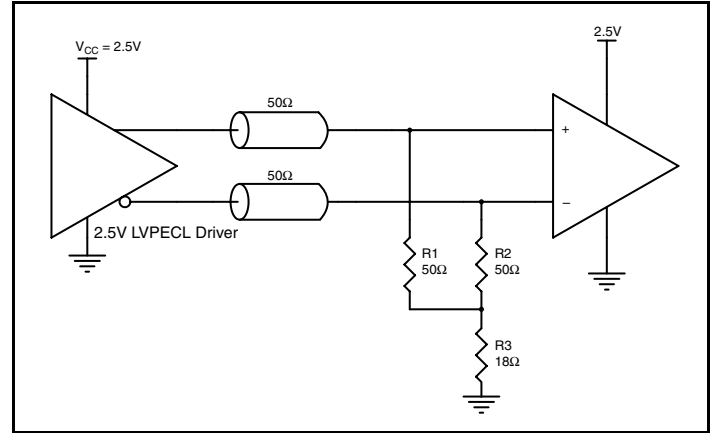 V_CC = 2.5V
2.5V
50Ω
+
50Ω
−
2.5V LVPECL Driver
R1
50Ω
R2
50Ω
R3
18Ω